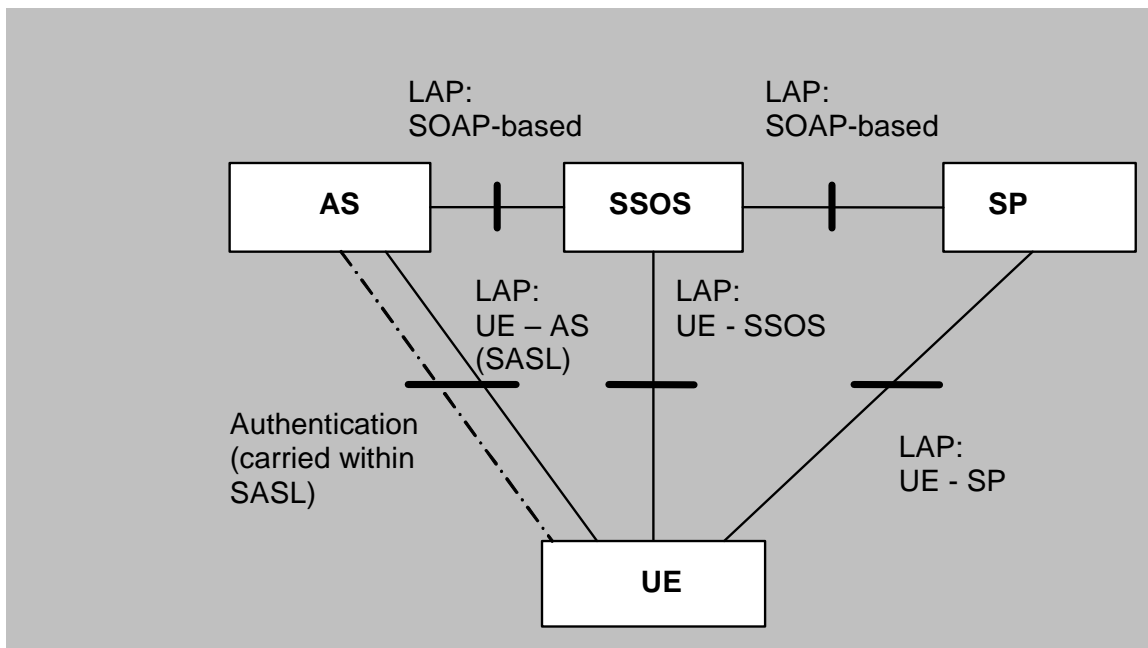 LAP:
SOAP-based
LAP:
SOAP-based
AS
SSOS
SP
LAP:
UE – AS
(SASL)
LAP:
UE - SSOS
Authentication
(carried within
SASL)
LAP:
UE - SP
UE